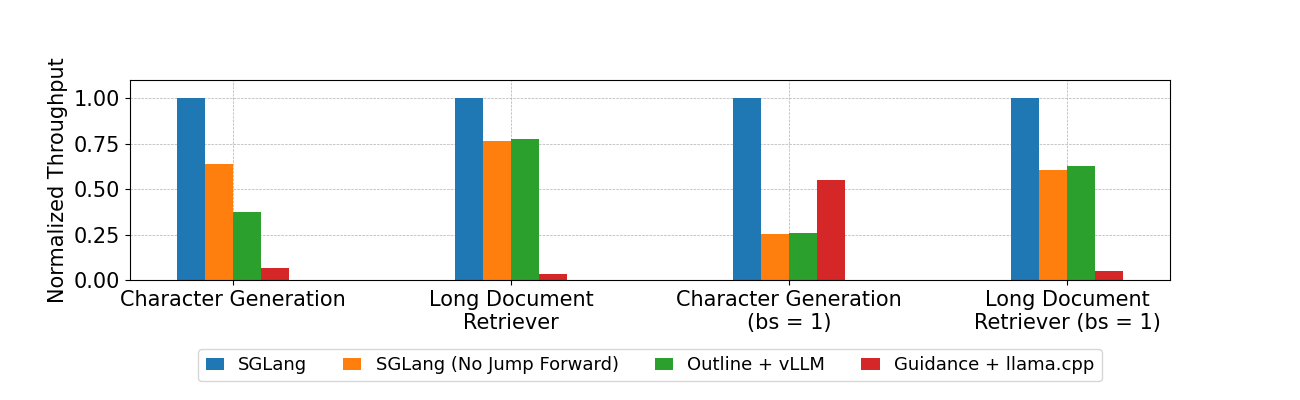 Normalized Throughput
1.00
0.75
0.50
0.25
0.00
Character Generation
Long Document
Retriever
Character Generation
(bs = 1)
Long Document
Retriever (bs = 1)
SGLang
SGLang (No Jump Forward)
Outline + vLLM
Guidance + llama.cpp